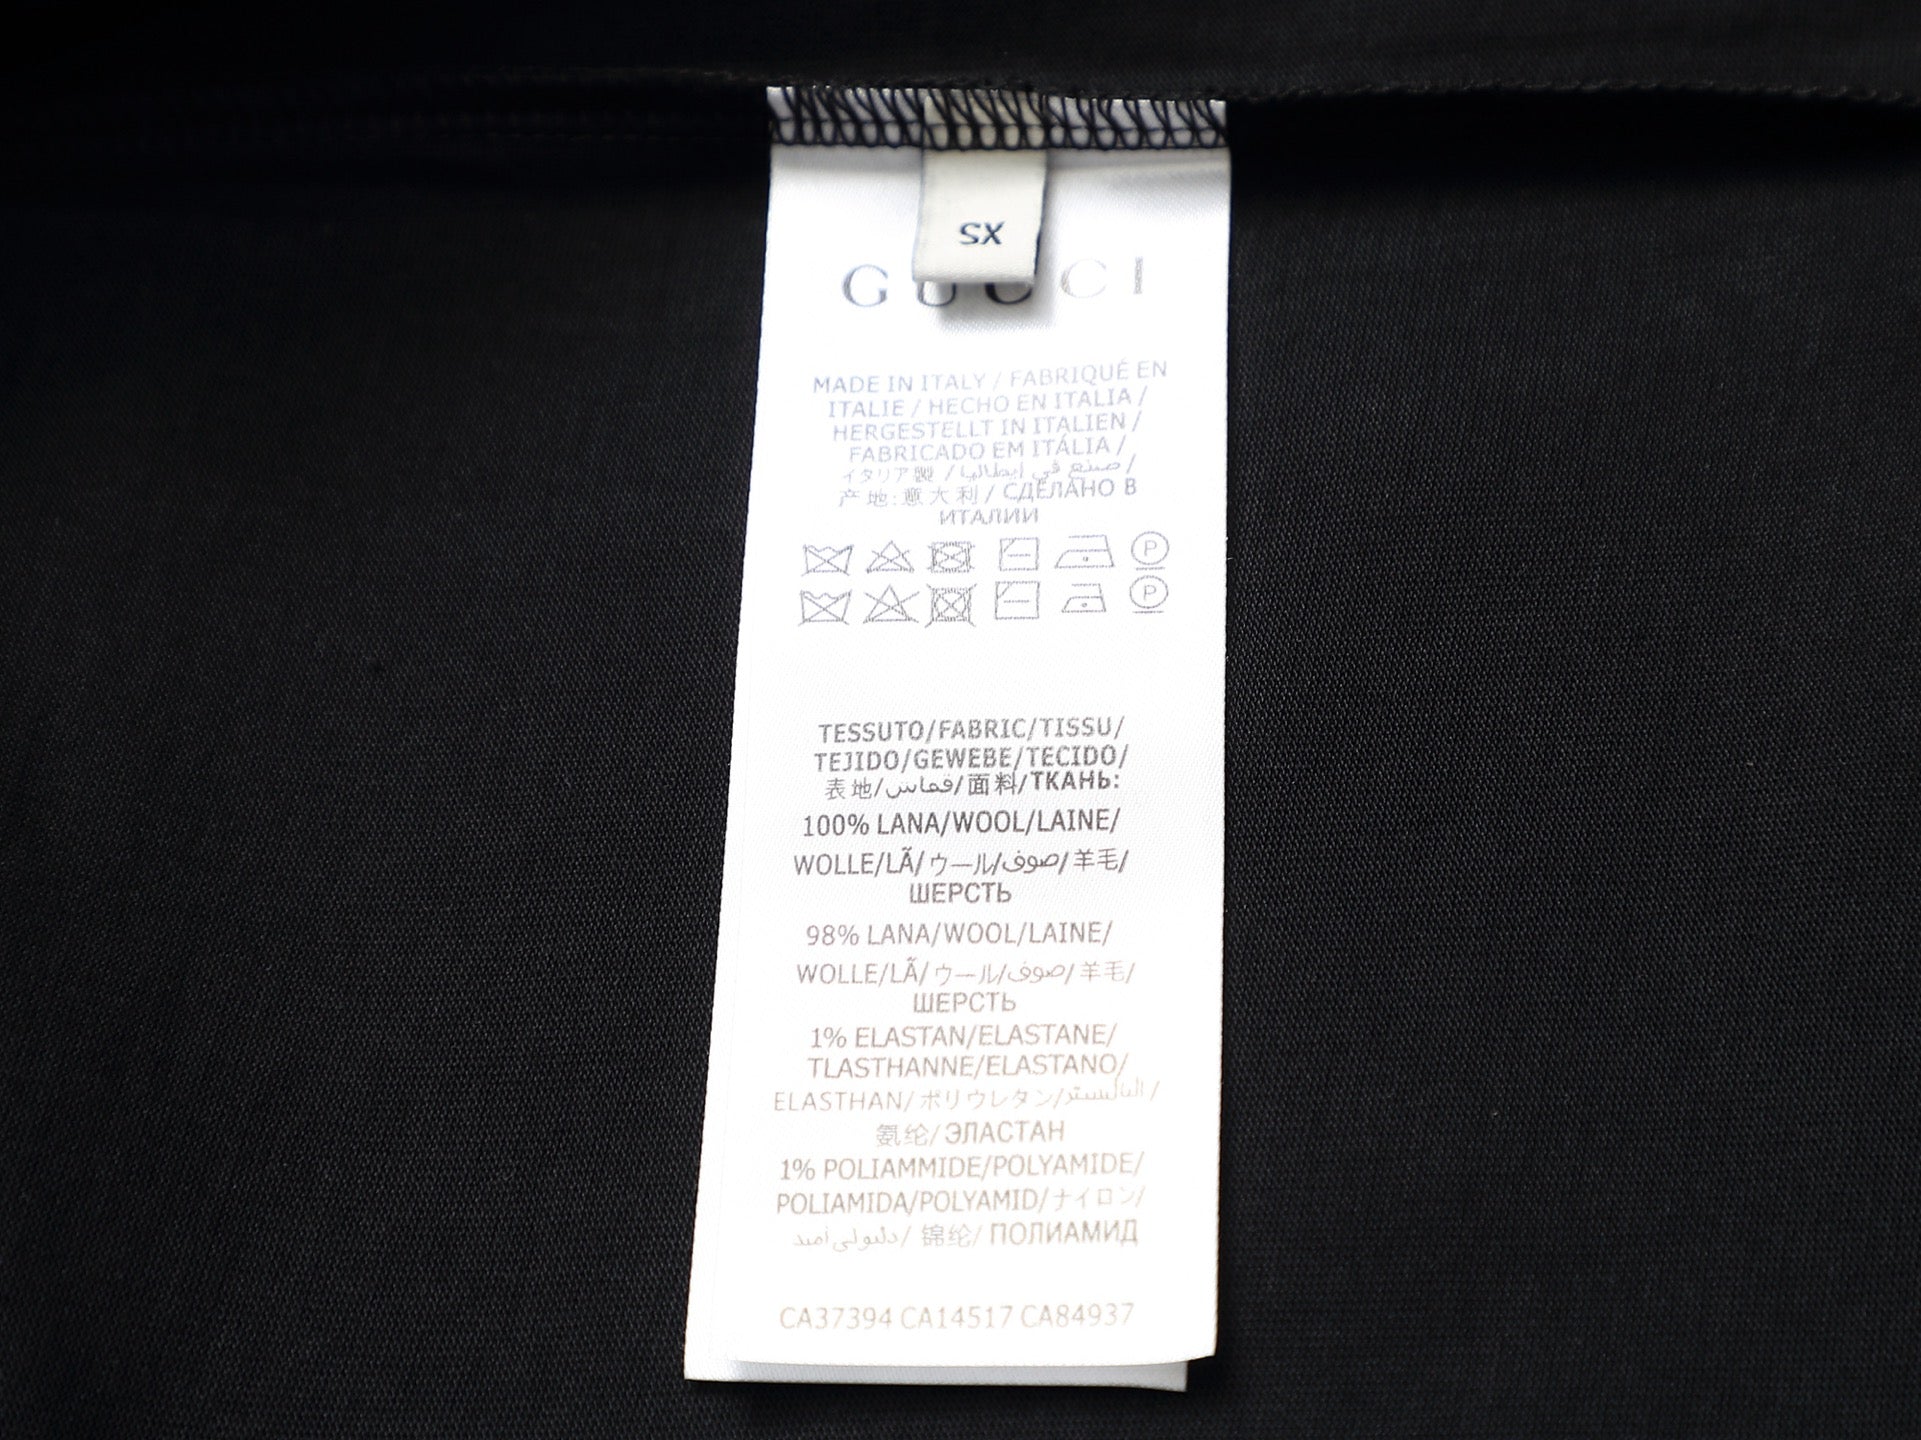 XS
GUCCI
MADE IN ITALY / FABRIQUÉ EN
ITALIE / HECHO EN ITALIA /
HERGESTELLT IN ITALIEN /
FABRICADO EM ITÁLIA /
イタリア製 / صنع في إيطاليا /
产地:意大利 / СДЕЛАНО В
ИТАЛИИ
P
P
TESSUTO/FABRIC/TISSU/
TEJIDO/GEWEBE/TECIDO/
表地/قماش/面料/ТКАНЬ:
100% LANA/WOOL/LAINE/
WOLLE/LÃ/ウール/صوف/羊毛/
ШЕРСТЬ
98% LANA/WOOL/LAINE/
WOLLE/LÃ/ウール/صوف/羊毛/
ШЕРСТЬ
1% ELASTAN/ELASTANE/
TLASTHANNE/ELASTANO/
ELASTHAN/ポリウレタン/
氨纶/ЭЛАСТАН
1% POLIAMMIDE/POLYAMIDE/
POLIAMIDA/POLYAMID/ナイロン/
锦纶/ПОЛИАМИД
CA37394 CA14517 CA84937